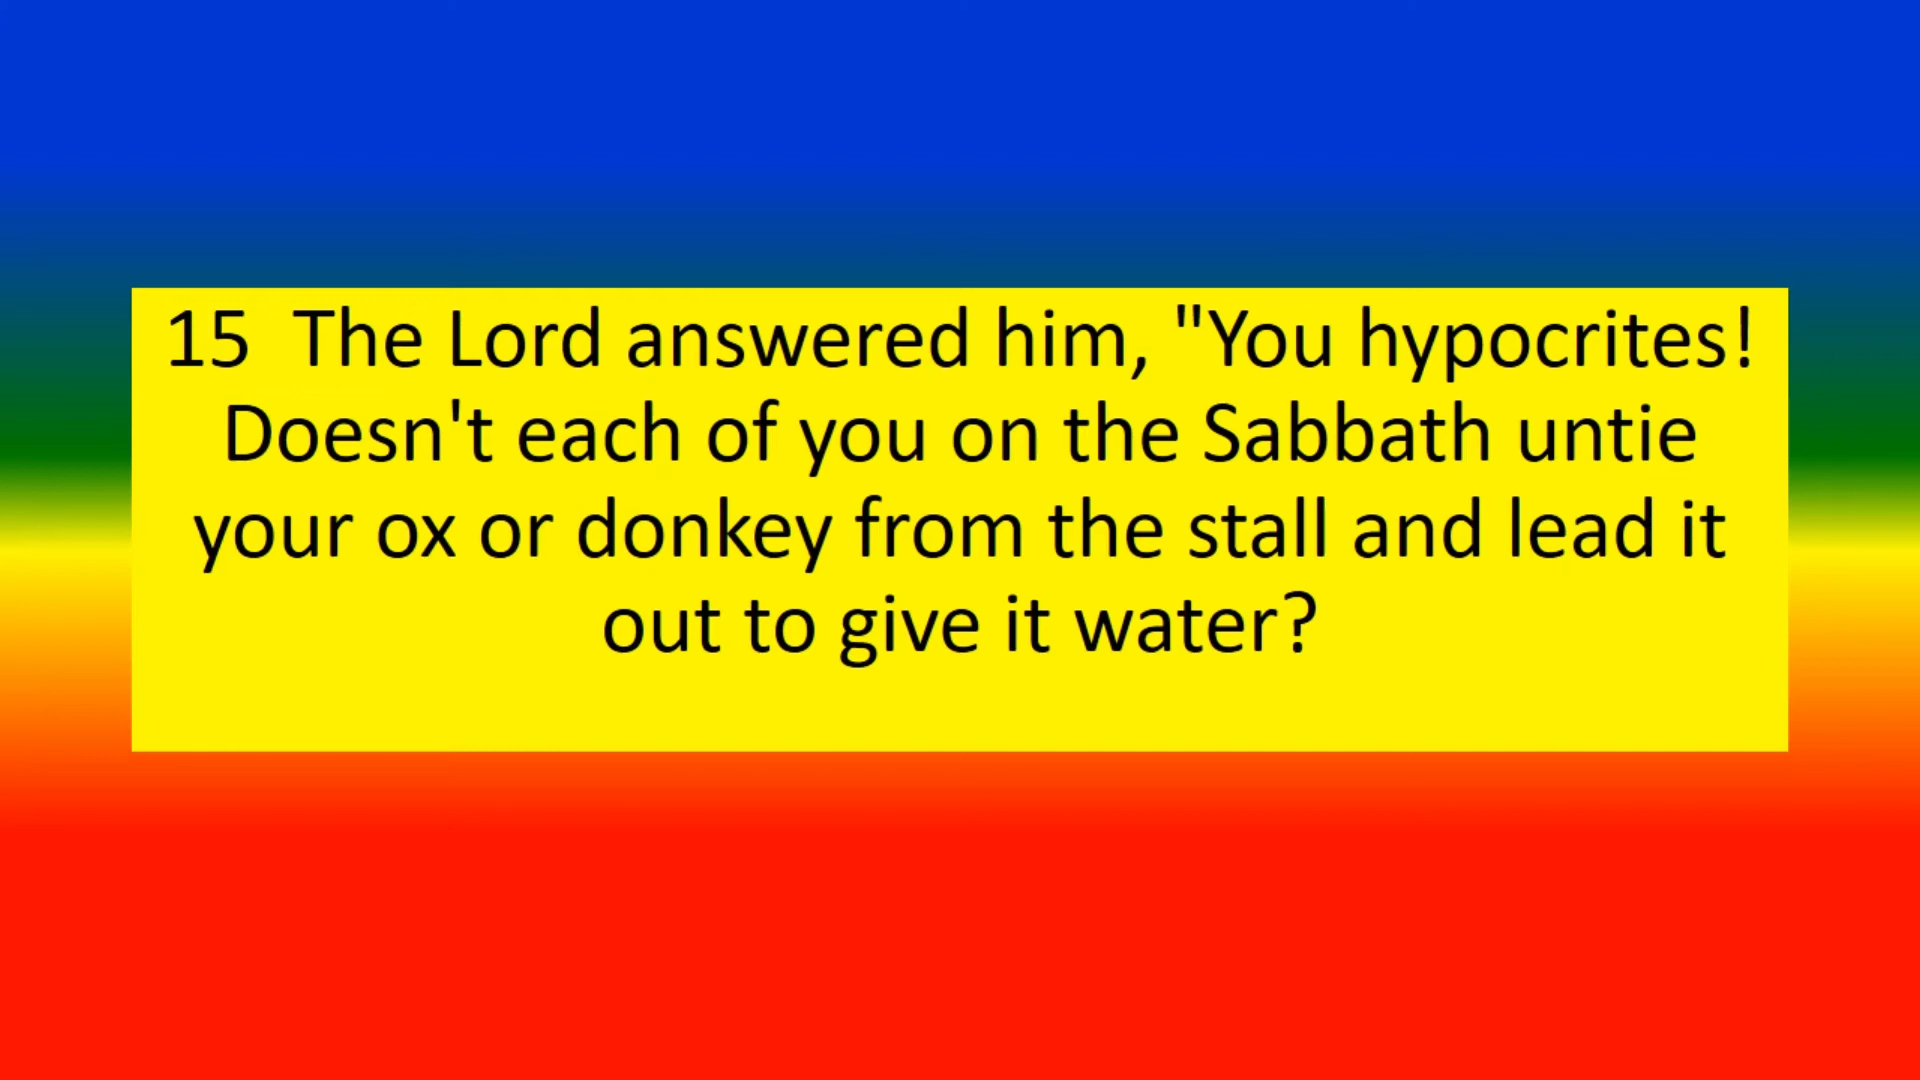 15  The Lord answered him, "You hypocrites!
Doesn't each of you on the Sabbath untie
your ox or donkey from the stall and lead it
out to give it water?